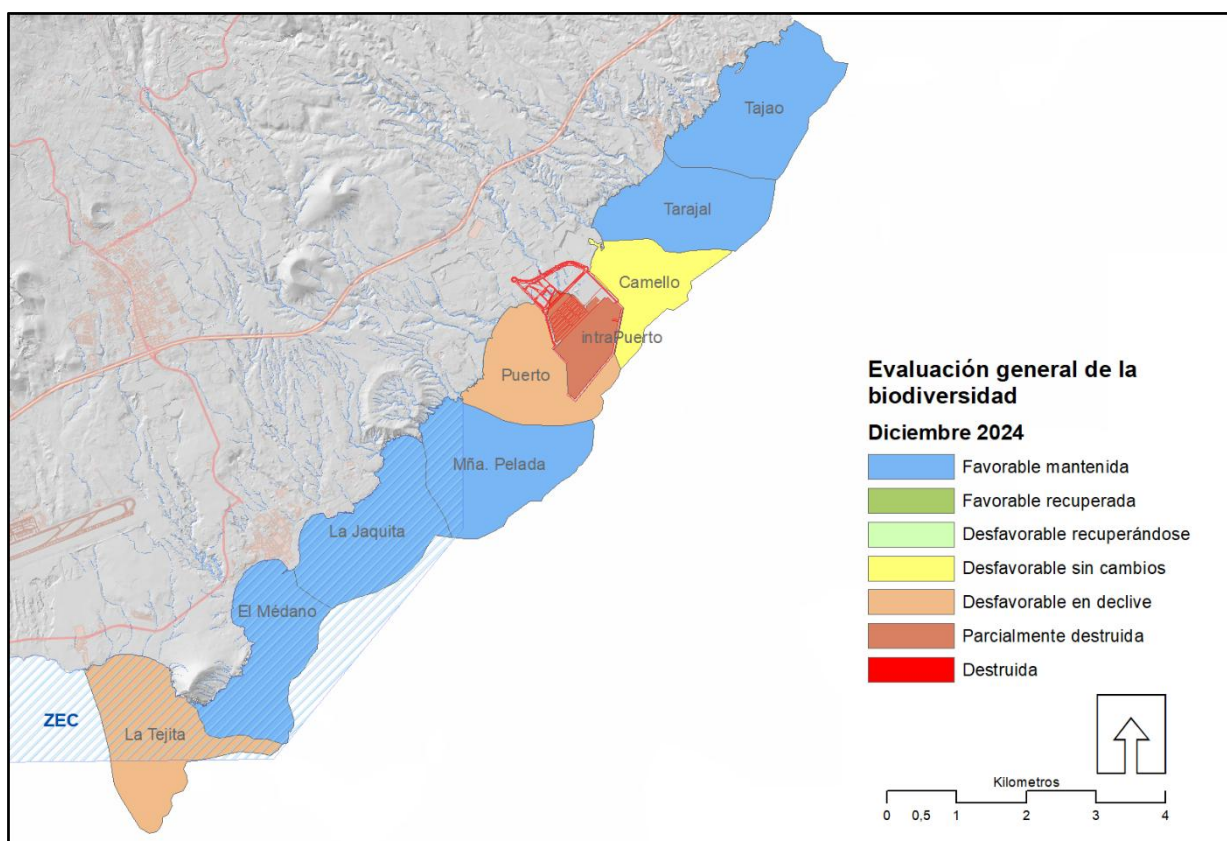 Tajao
Tarajal
Camello
intraPuerto
Puerto
Mña. Pelada
La Jaquita
El Médano
ZEC
La Tejita
Evaluación general de la
biodiversidad
Diciembre 2024
Favorable mantenida
Favorable recuperada
Desfavorable recuperándose
Desfavorable sin cambios
Desfavorable en declive
Parcialmente destruida
Destruida
Kilometros
0 0,5 1 2 3 4